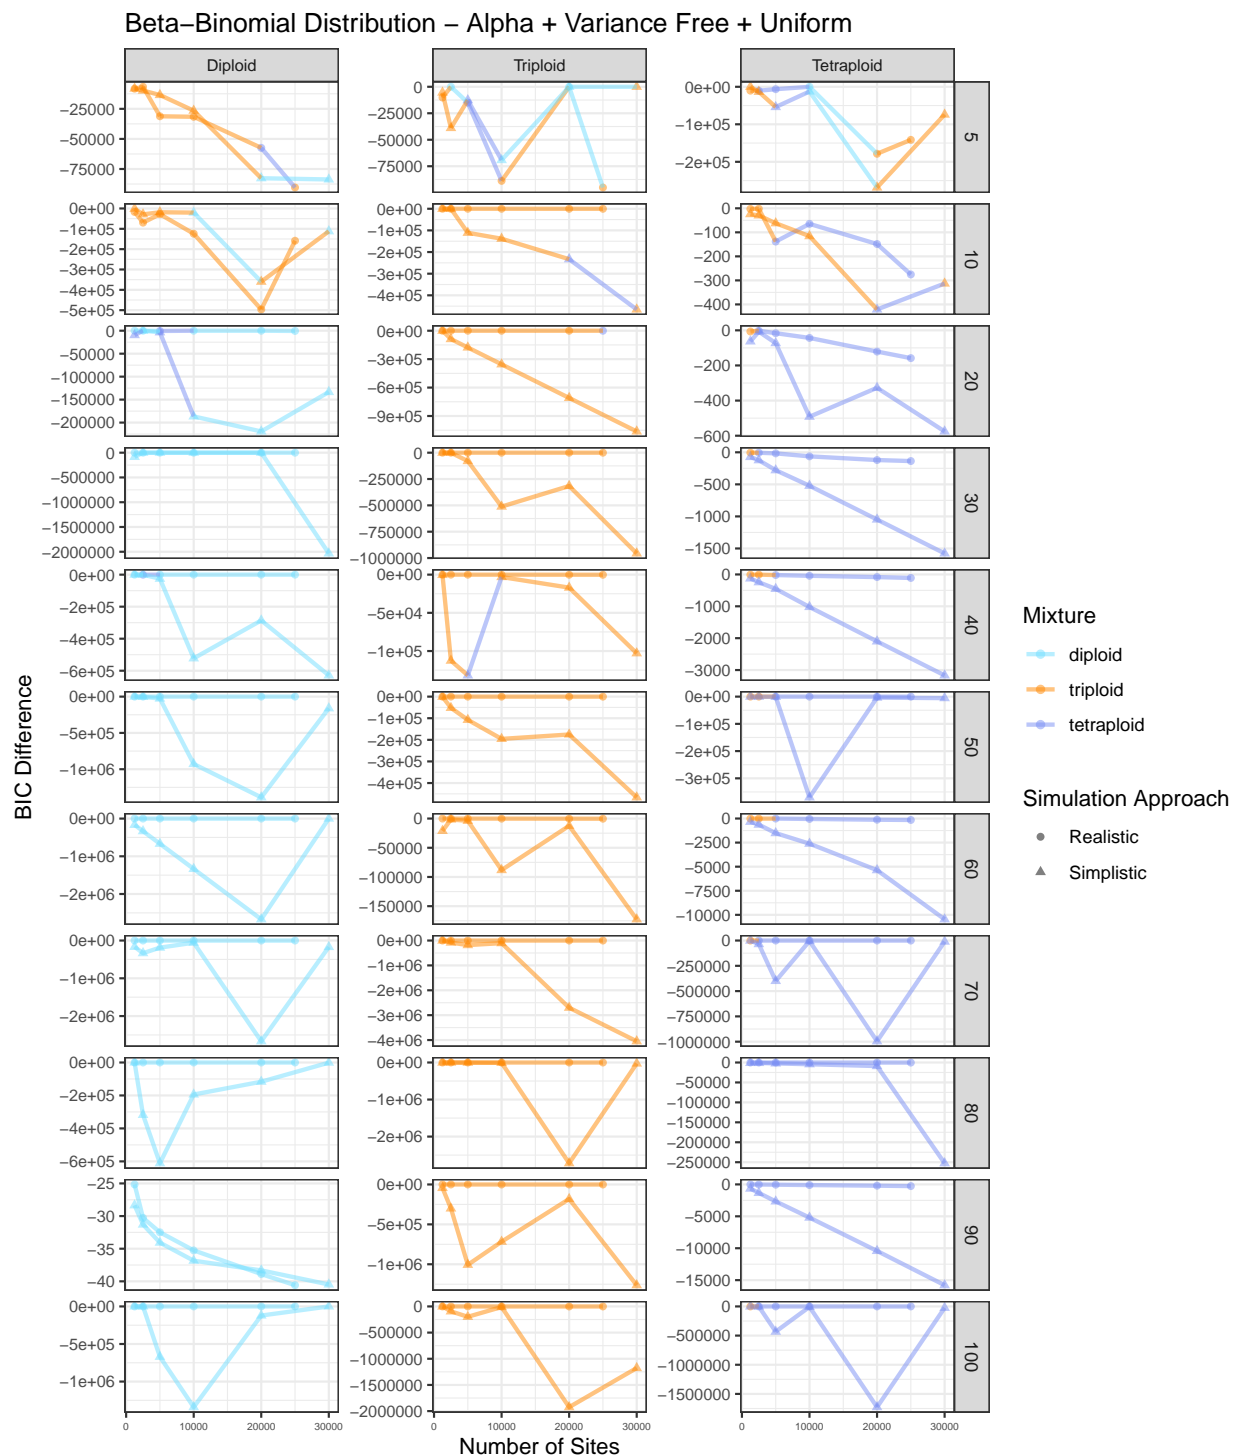 Beta−Binomial Distribution − Alpha + Variance Free + Uniform
Diploid
Triploid
Tetraploid
−25000
−50000
−75000
0
−25000
−50000
−75000
0e+00
−1e+05
−2e+05
5
0e+00
−1e+05
−2e+05
−3e+05
−4e+05
−5e+05
0e+00
−1e+05
−2e+05
−3e+05
−4e+05
0
−100
−200
−300
−400
10
0
−50000
−100000
−150000
−200000
0e+00
−3e+05
−6e+05
−9e+05
0
−200
−400
−600
20
0
−500000
−1000000
−1500000
−2000000
0
−250000
−500000
−750000
−1000000
0
−500
−1000
−1500
30
0e+00
−2e+05
−4e+05
−6e+05
0e+00
−5e+04
−1e+05
0
−1000
−2000
−3000
40
0e+00
−5e+05
−1e+06
0e+00
−1e+05
−2e+05
−3e+05
−4e+05
0e+00
−1e+05
−2e+05
−3e+05
50
0e+00
−1e+06
−2e+06
0
−50000
−100000
−150000
0
−2500
−5000
−7500
−10000
60
0e+00
−1e+06
−2e+06
0e+00
−1e+06
−2e+06
−3e+06
−4e+06
0
−250000
−500000
−750000
−1000000
70
0e+00
−2e+05
−4e+05
−6e+05
0e+00
−1e+06
−2e+06
0
−50000
−100000
−150000
−200000
−250000
80
−25
−30
−35
−40
0e+00
−5e+05
−1e+06
0
−5000
−10000
−15000
90
0e+00
−5e+05
−1e+06
0
−500000
−1000000
−1500000
−2000000
0
−500000
−1000000
−1500000
100
0 10000 20000 30000
0 10000 20000 30000
0 10000 20000 30000
Number of Sites
BIC Difference
Mixture
diploid
triploid
tetraploid
Simulation Approach
Realistic
Simplistic